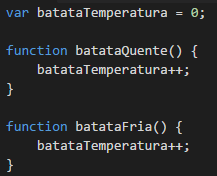 var batataTemperatura = 0;
function batataQuente() {
batataTemperatura++;
}
function batataFria() {
batataTemperatura++;
}